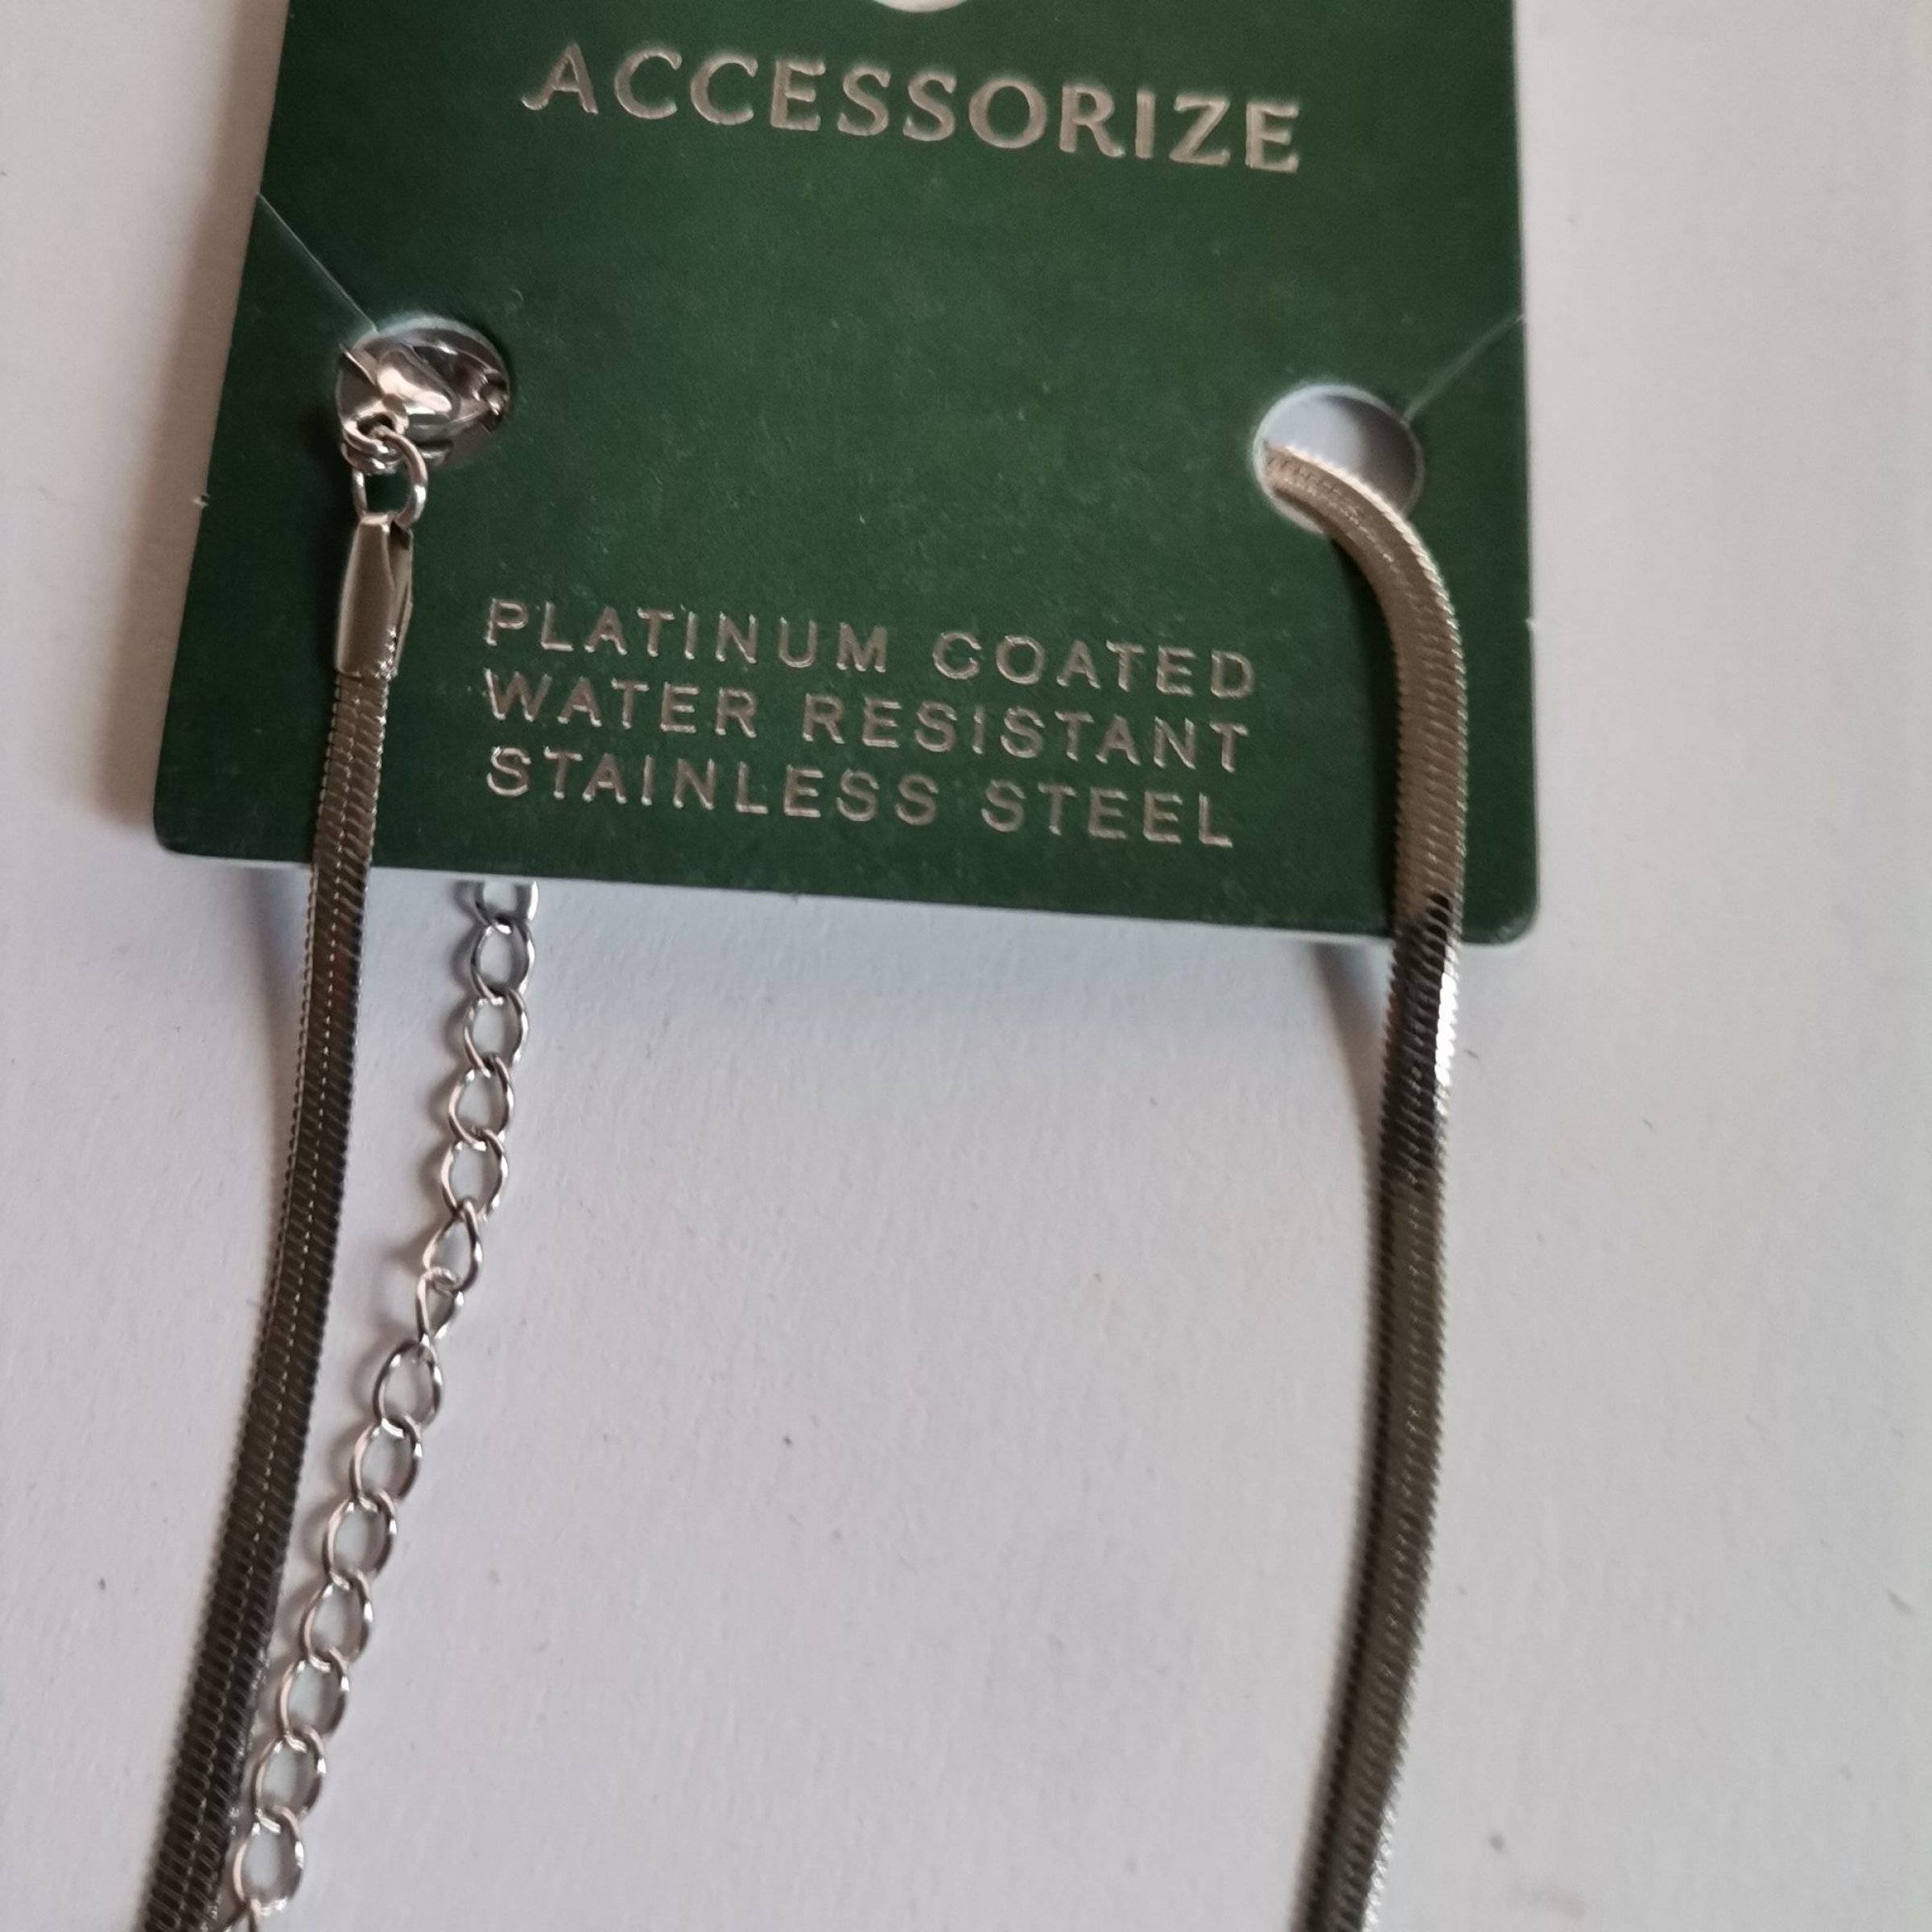 ACCESSORIZE
PLATINUM COATED
WATER RESISTANT
STAINLESS STEEL